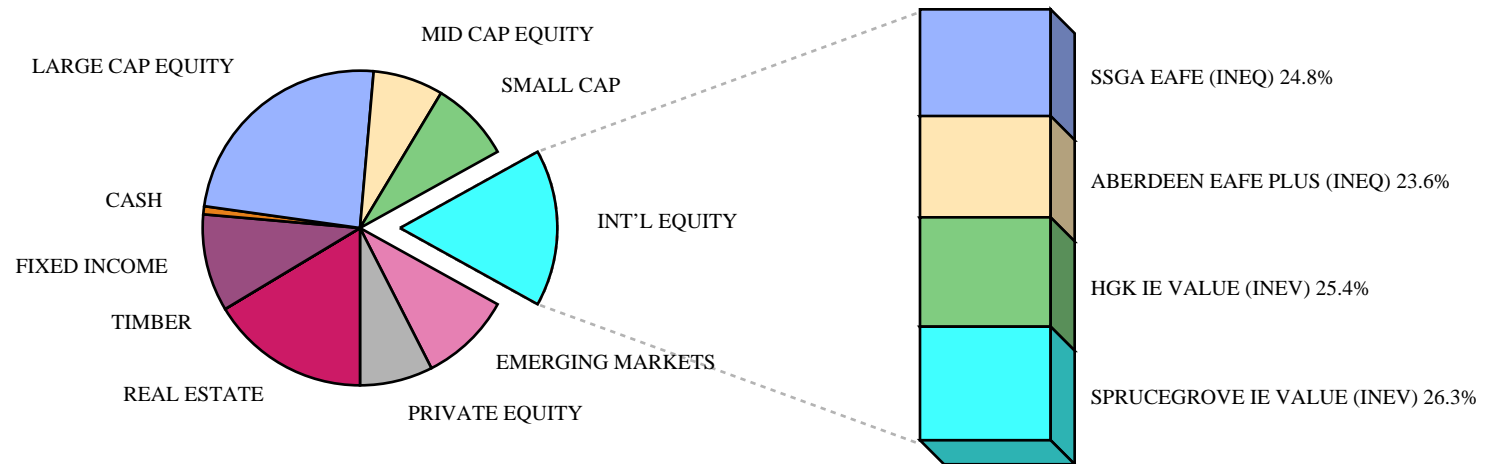 MID CAP EQUITY
LARGE CAP EQUITY
SMALL CAP
CASH
INT'L EQUITY
FIXED INCOME
TIMBER
EMERGING MARKETS
REAL ESTATE
PRIVATE EQUITY
SSGA EAFE (INEQ) 24.8%
ABERDEEN EAFE PLUS (INEQ) 23.6%
HGK IE VALUE (INEV) 25.4%
SPRUCEGROVE IE VALUE (INEV) 26.3%